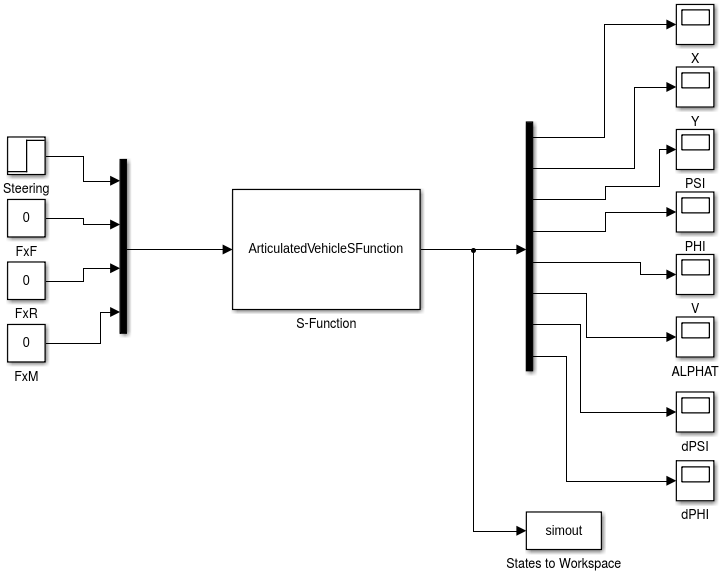 X
Y
PSI
PHI
V
ALPHAT
dPSI
dPHI
Steering
0
FxF
0
FxR
0
FxM
ArticulatedVehicleSFunction
S-Function
simout
States to Workspace